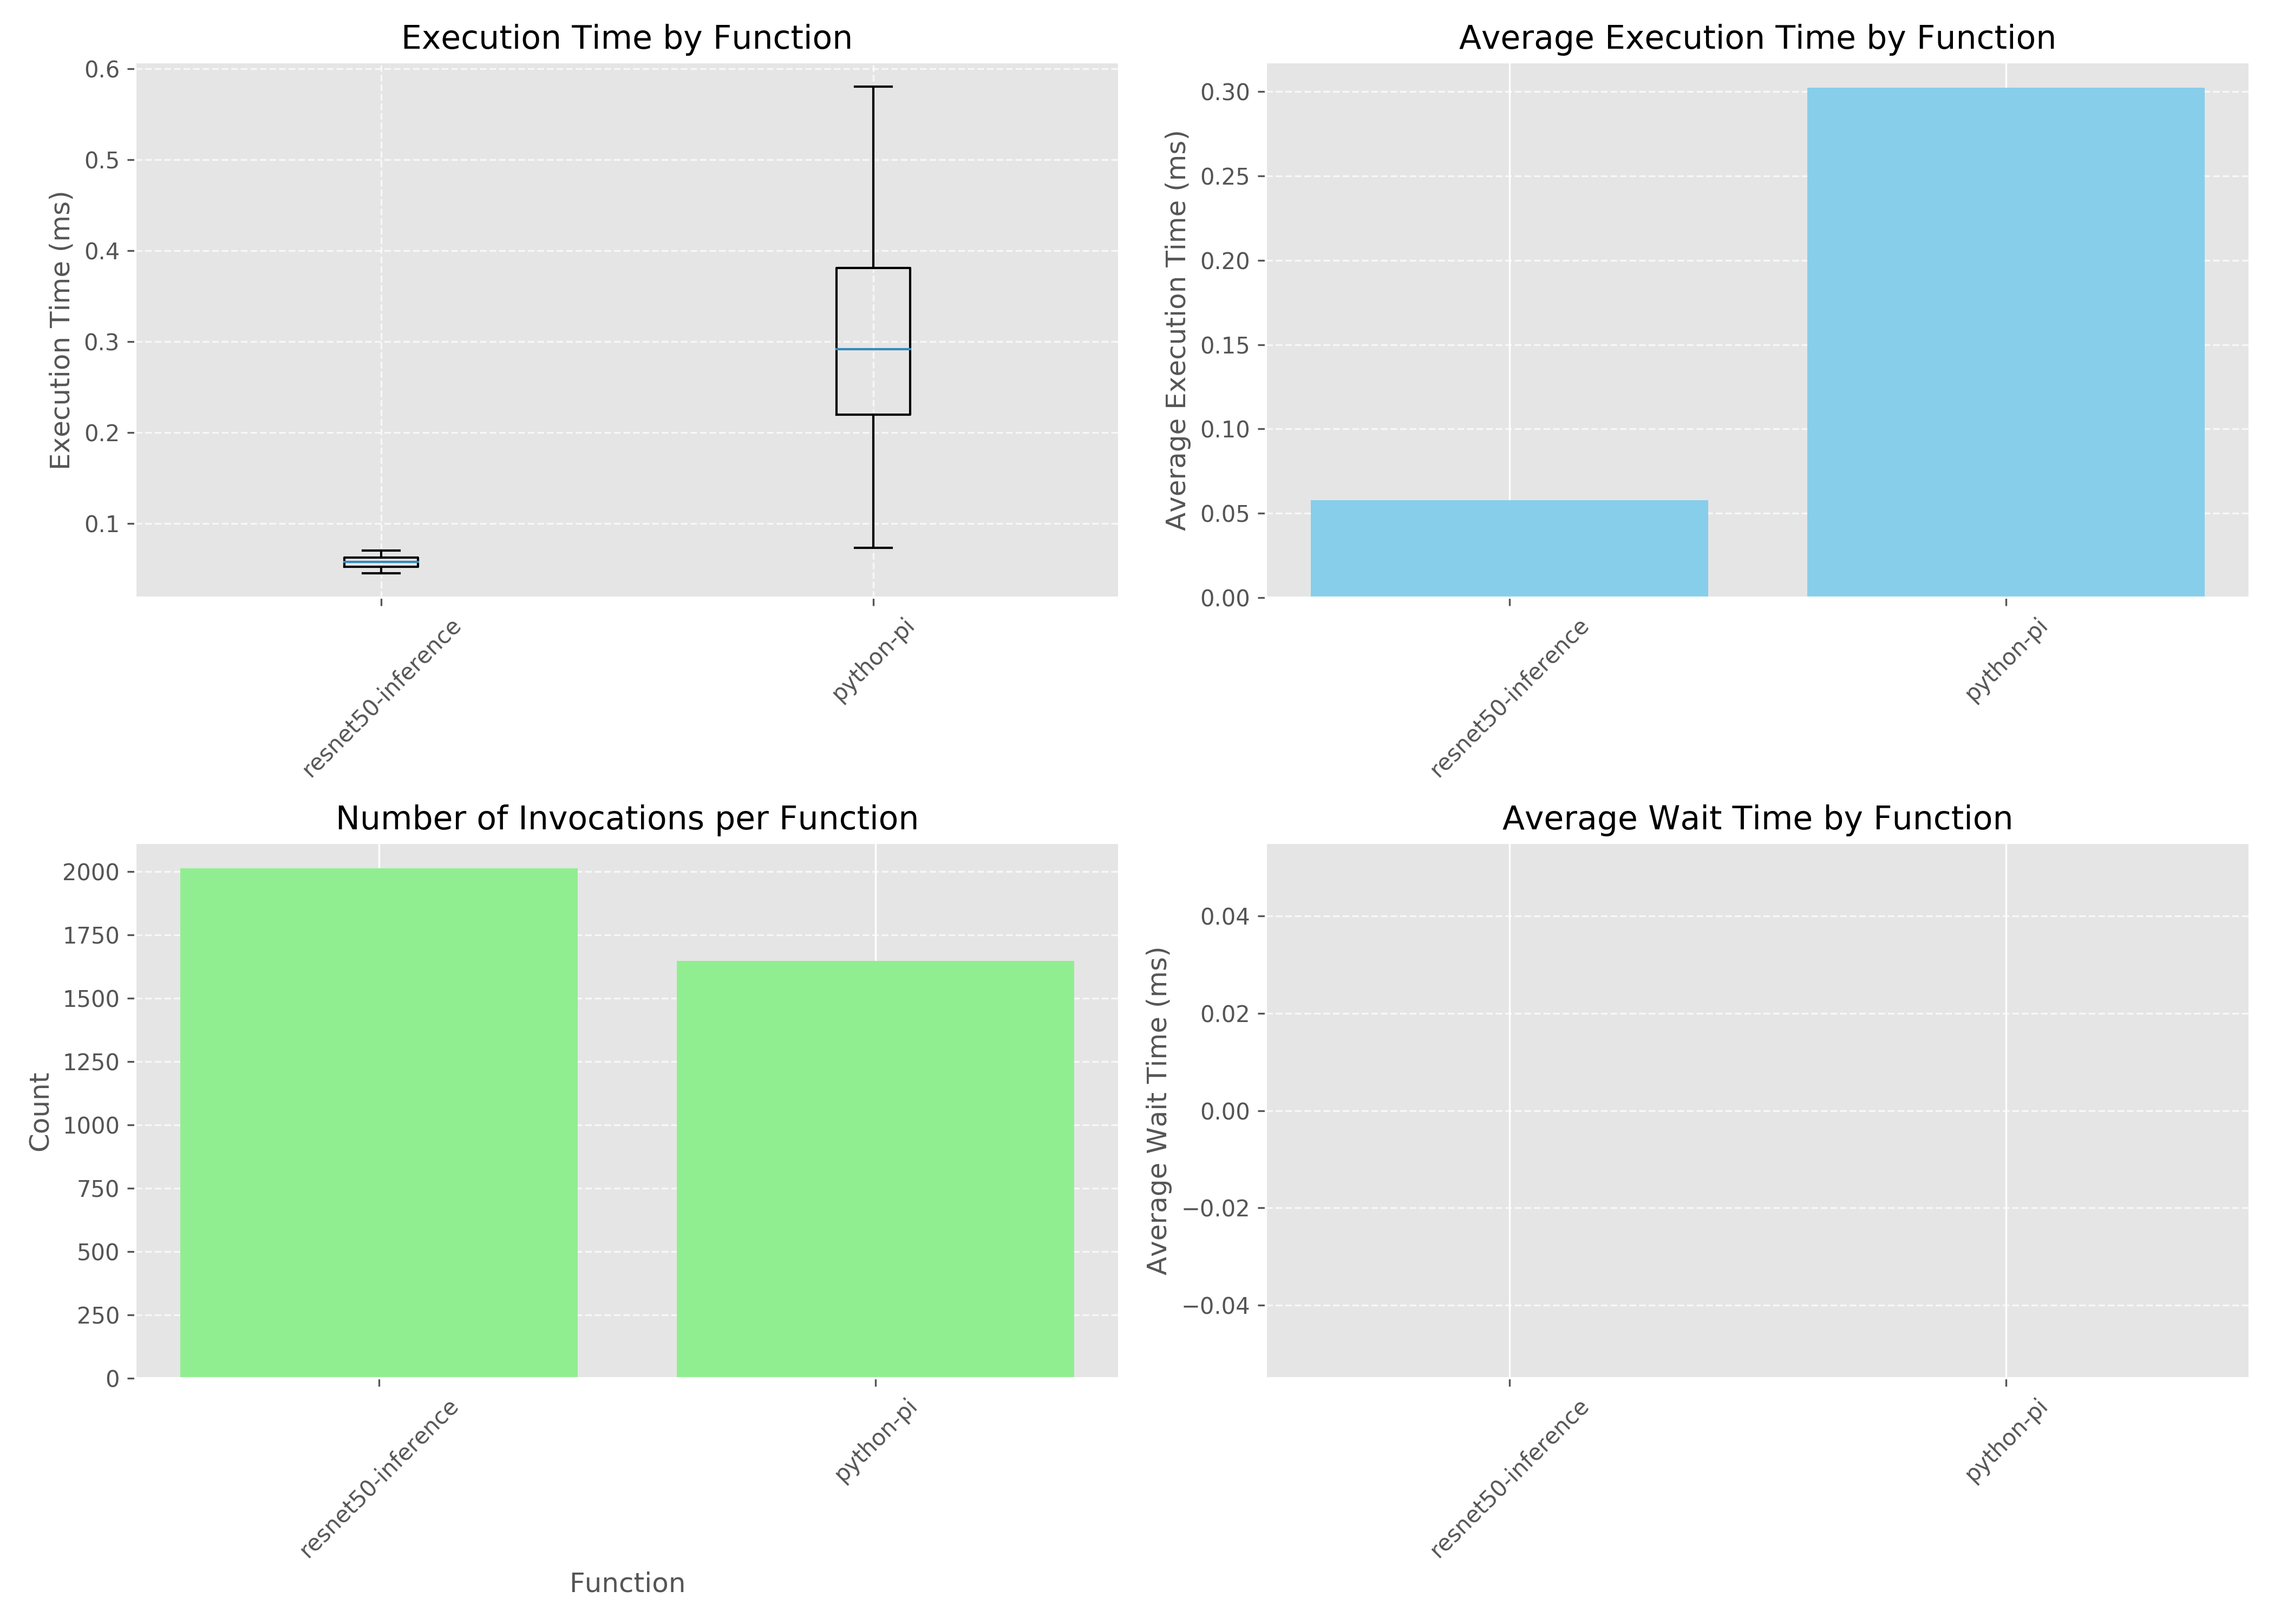 Execution Time by Function
Execution Time (ms)
0.6
0.5
0.4
0.3
0.2
0.1
resnet50-inference
python-pi
Average Execution Time by Function
Average Execution Time (ms)
0.30
0.25
0.20
0.15
0.10
0.05
0.00
resnet50-inference
python-pi
Number of Invocations per Function
Count
2000
1750
1500
1250
1000
750
500
250
0
resnet50-inference
python-pi
Function
Average Wait Time by Function
Average Wait Time (ms)
0.04
0.02
0.00
−0.02
−0.04
resnet50-inference
python-pi